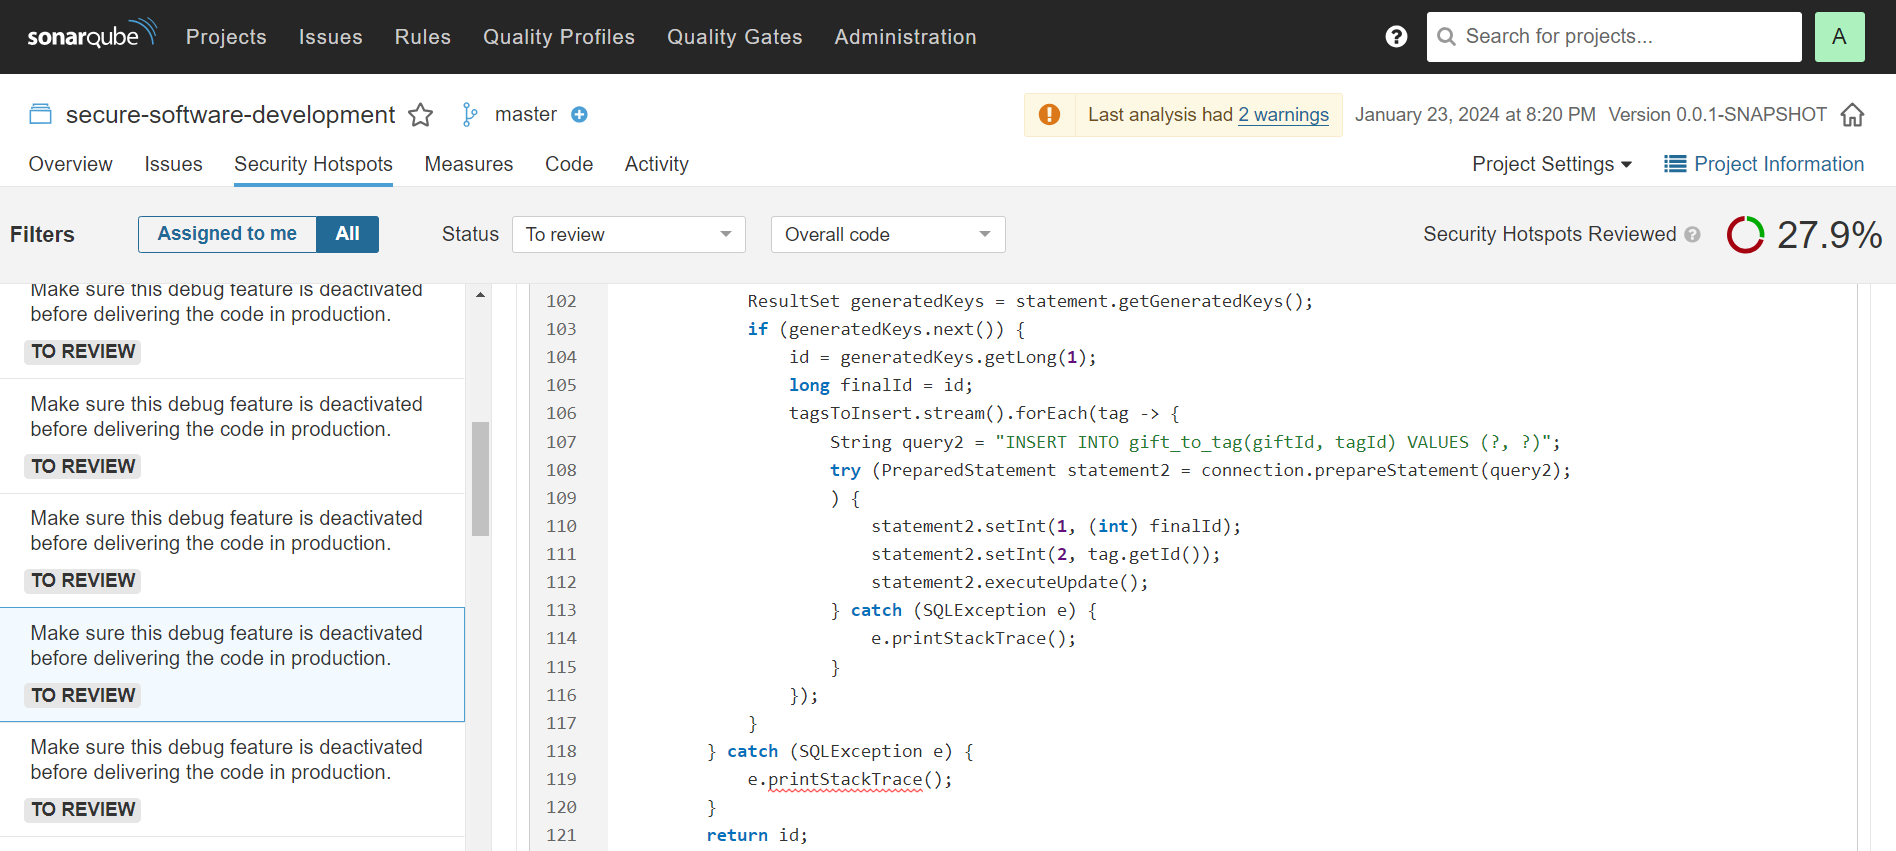 sonarqube Projects Issues Rules Quality Profiles Quality Gates Administration ? Search for projects... A
secure-software-development master Last analysis had 2 warnings January 23, 2024 at 8:20 PM Version 0.0.1-SNAPSHOT
Overview Issues Security Hotspots Measures Code Activity Project Settings Project Information
Filters Assigned to me All Status To review Overall code Security Hotspots Reviewed ? 27.9%
Make sure this debug feature is deactivated
before delivering the code in production.
TO REVIEW
Make sure this debug feature is deactivated
before delivering the code in production.
TO REVIEW
Make sure this debug feature is deactivated
before delivering the code in production.
TO REVIEW
Make sure this debug feature is deactivated
before delivering the code in production.
TO REVIEW
Make sure this debug feature is deactivated
before delivering the code in production.
TO REVIEW
102 ResultSet generatedKeys = statement.getGeneratedKeys();
103 if (generatedKeys.next()) {
104 id = generatedKeys.getLong(1);
105 long finalId = id;
106 tagsToInsert.stream().forEach(tag -> {
107 String query2 = "INSERT INTO gift_to_tag(giftId, tagId) VALUES (?, ?)";
108 try (PreparedStatement statement2 = connection.prepareStatement(query2);
109 ) {
110 statement2.setInt(1, (int) finalId);
111 statement2.setInt(2, tag.getId());
112 statement2.executeUpdate();
113 } catch (SQLException e) {
114 e.printStackTrace();
115 }
116 });
117 }
118 } catch (SQLException e) {
119 e.printStackTrace();
120 }
121 return id;